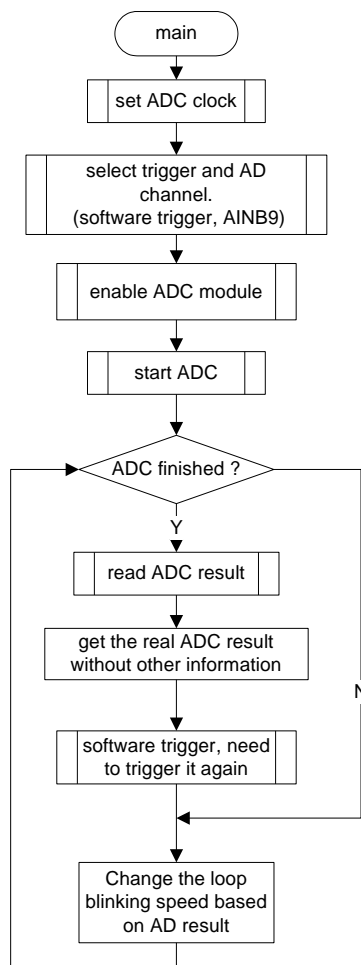 main
set ADC clock
select trigger and AD
channel.
(software trigger, AINB9)
enable ADC module
start ADC
ADC finished ?
Y
read ADC result
get the real ADC result
without other information
N
software trigger, need
to trigger it again
Change the loop
blinking speed based
on AD result